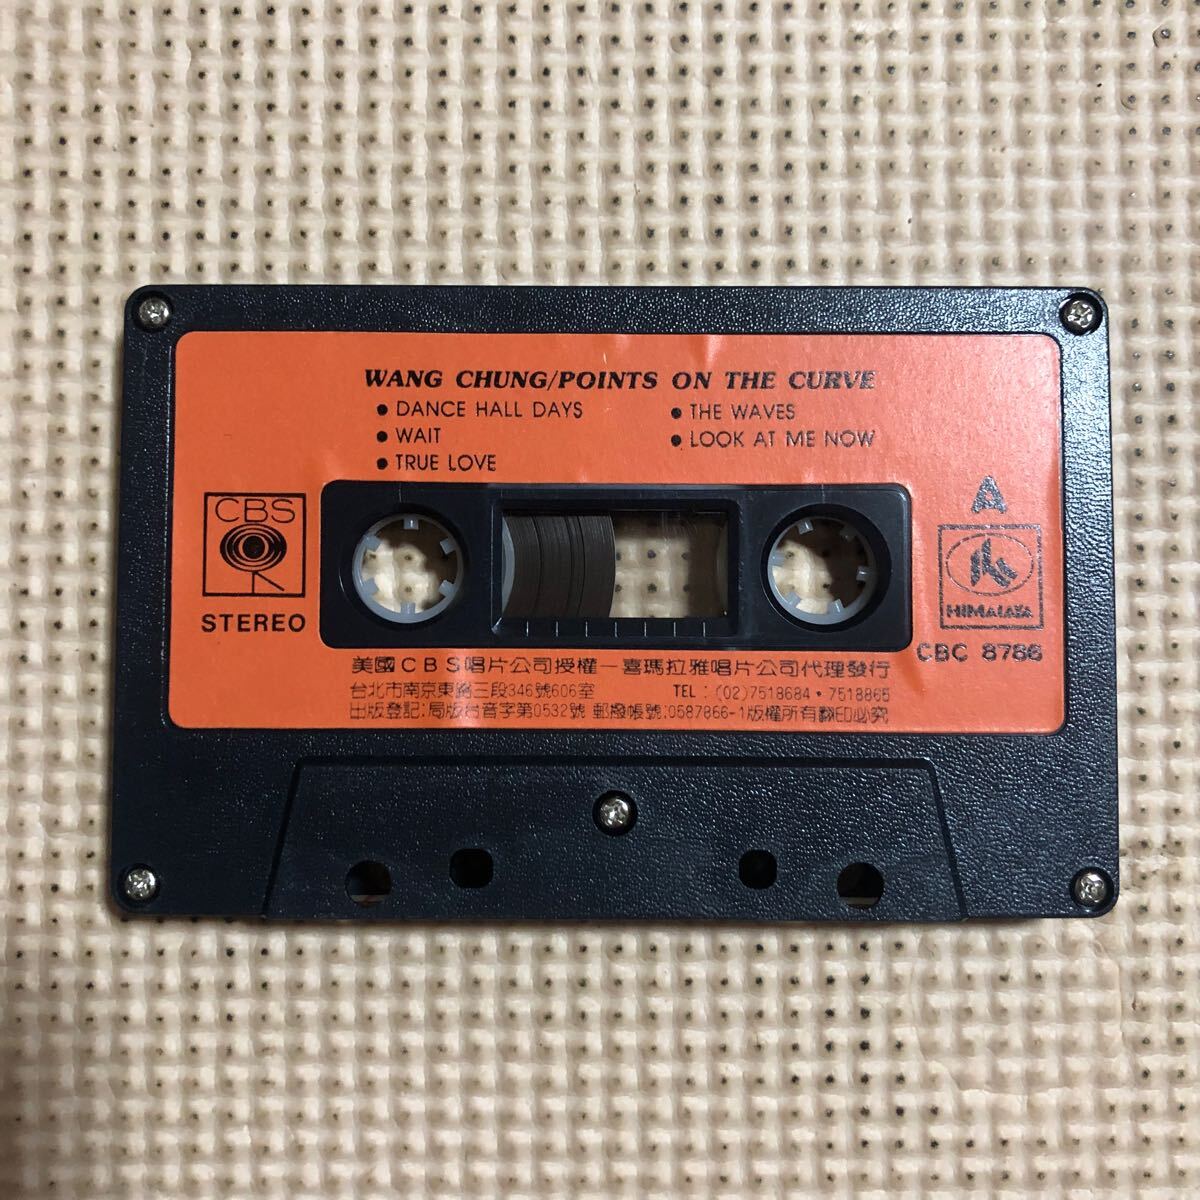 WANG CHUNG/POINTS ON THE CURVE
• DANCE HALL DAYS
• WAIT
• TRUE LOVE
• THE WAVES
• LOOK AT ME NOW
CBS
STEREO
A
HIMALAYA
CBC 8786
美國CBS唱片公司授權－喜瑪拉雅唱片公司代理發行
台北市南京東路三段346號606室 TEL：(02)7518684・7518865
出版登記:局版台音字第0532號 郵撥帳號:0587866-1版權所有翻印必究